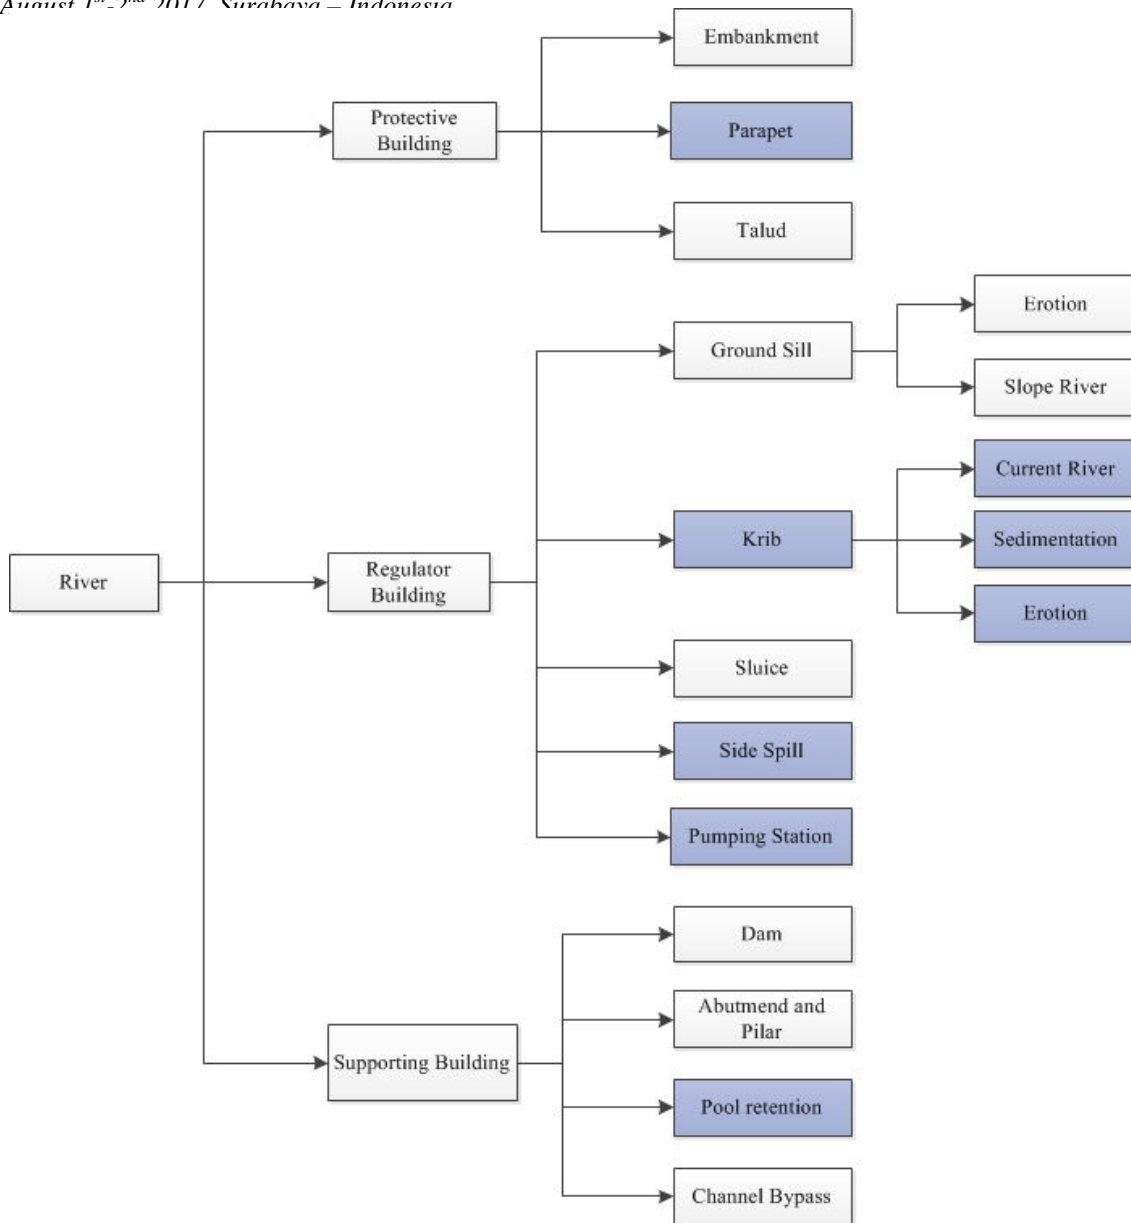 August 1st-2nd 2017, Surabaya – Indonesia
Embankment
Protective
Building
Parapet
Talud
Erotion
Ground Sill
Slope River
Current River
Krib
Sedimentation
River
Regulator
Building
Erotion
Sluice
Side Spill
Pumping Station
Dam
Abutmend and
Pilar
Supporting Building
Pool retention
Channel Bypass